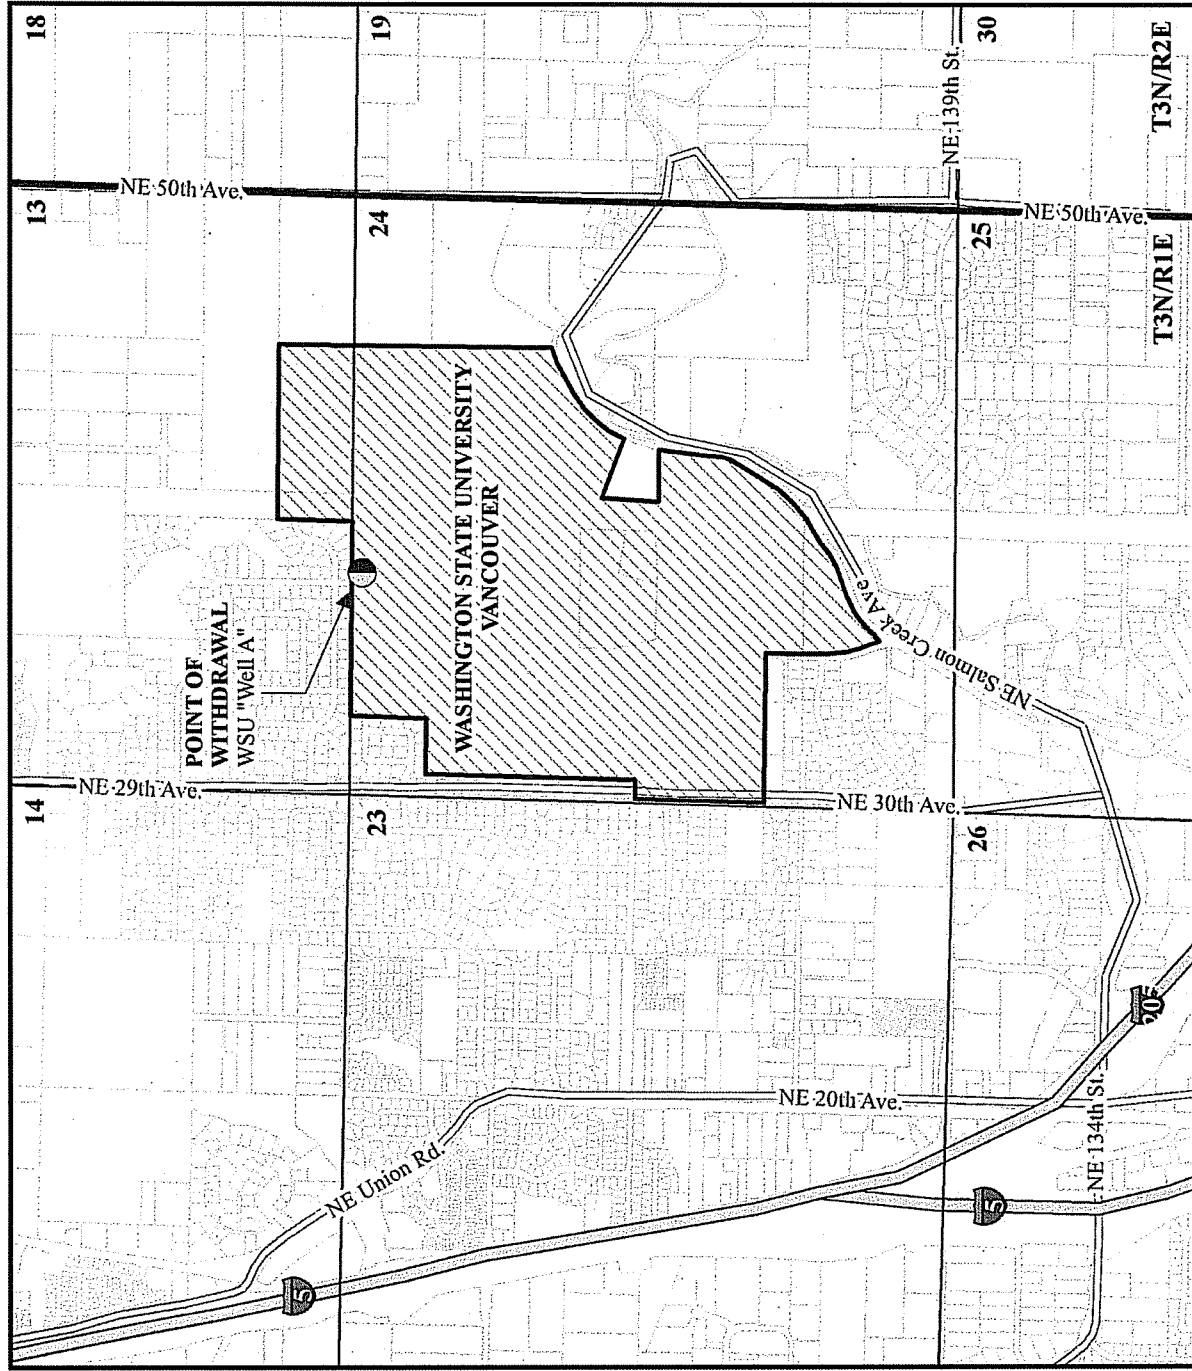 14
13
18
NE 29th Ave.
NE 50th Ave.
POINT OF
WITHDRAWAL
WSU "Well A"
5
NE Union Rd.
23
24
19
WASHINGTON STATE UNIVERSITY
VANCOUVER
NE 20th Ave.
NE 30th Ave.
NE Salmon Creek Ave
NE 139th St.
26
25
30
5
NE 134th St.
NE 50th Ave.
205
T3N/R1E
T3N/R2E